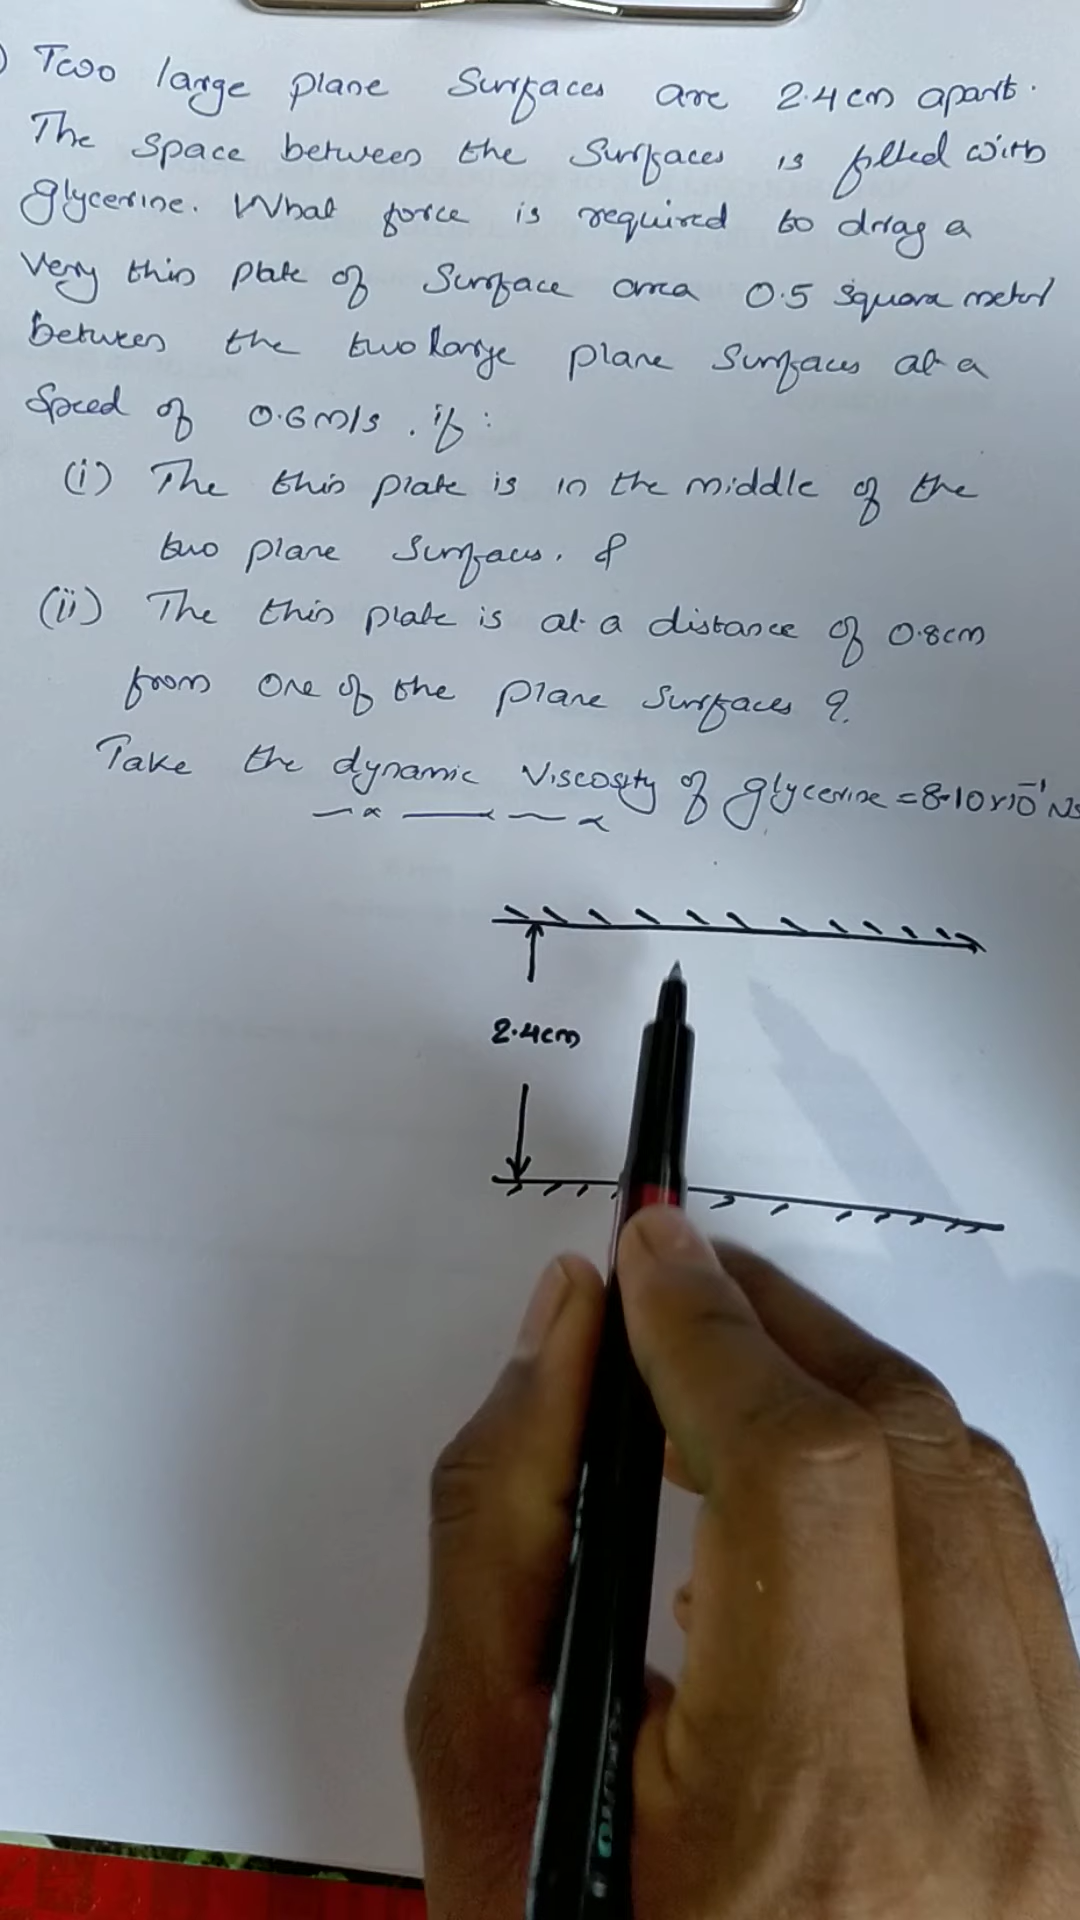 ) Two large plane Surfaces are 2.4cm apart.
The space between the Surfaces is filled with
glycerine. What force is required to drag a
Very thin plate of Surface area 0.5 Square meter
between the two large plane Surfaces at a
Speed of 0.6m/s, if:
(i) The thin plate is in the middle of the
two plane Surfaces. &
(ii) The thin plate is at a distance of 0.8cm
from one of the plane Surfaces ?
Take the dynamic Viscosity of glycerine = 8.10x10⁻¹ Ns
2.4cm